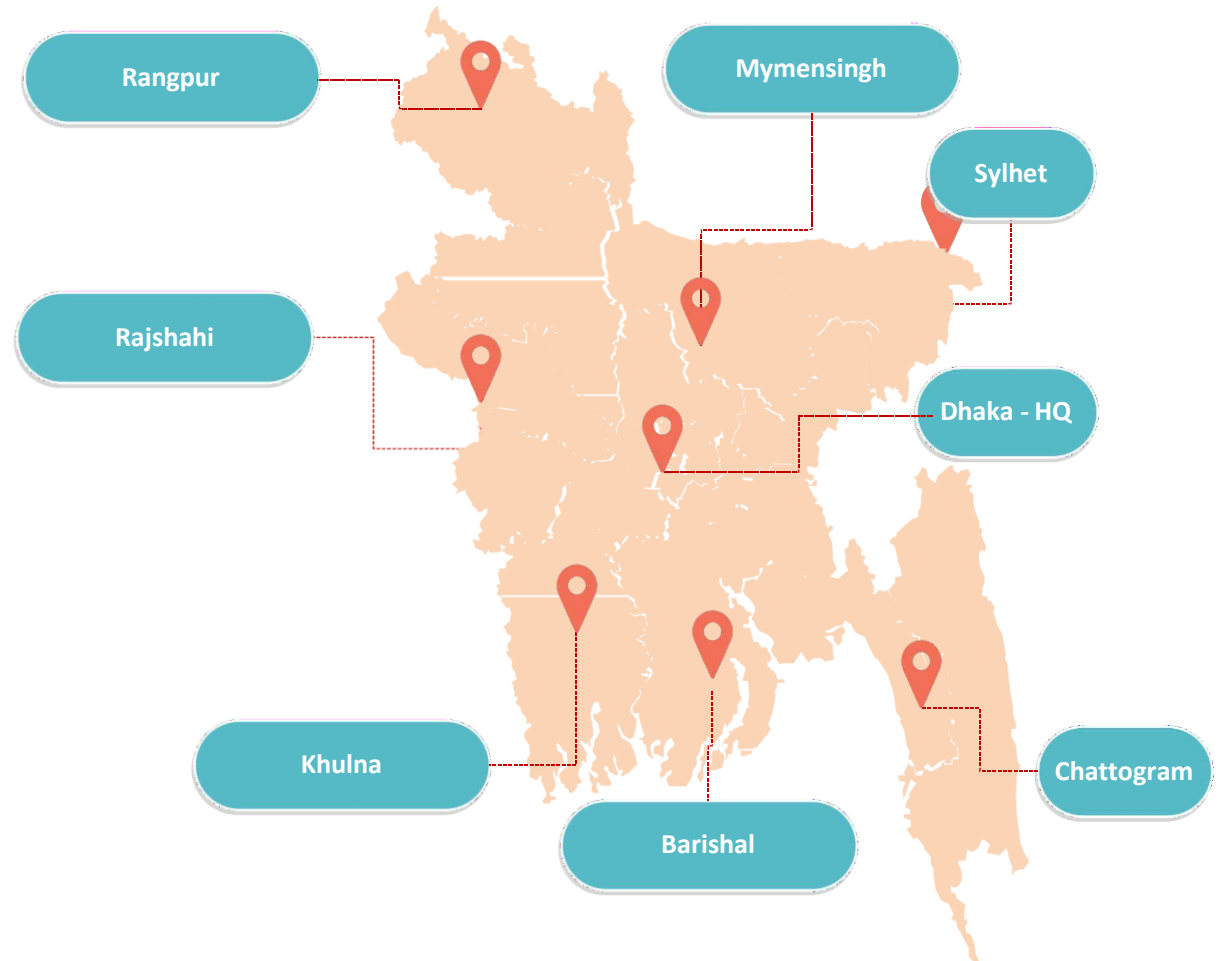 Rangpur
Mymensingh
Sylhet
Rajshahi
Dhaka - HQ
Khulna
Chattogram
Barishal